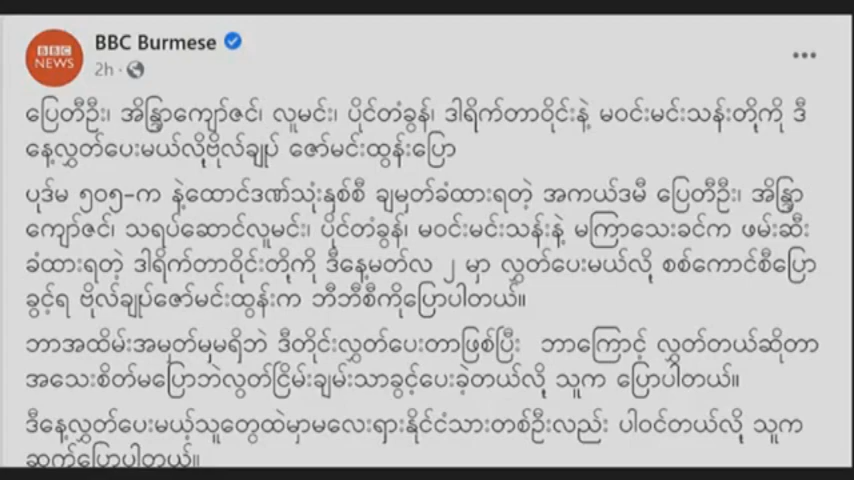 BBC NEWS
BBC Burmese
2h ·
ပြေတီဦး၊ အိန္ဒြာကျော်ဇင်၊ လူမင်း၊ ပိုင်တံခွန်၊ ဒါရိုက်တာဝိုင်းနဲ့ မဝင်းမင်းသန်းတို့ကို ဒီ
နေ့လွှတ်ပေးမယ်လို့ဗိုလ်ချုပ် ဇော်မင်းထွန်းပြော
ပုဒ်မ ၅၀၅-က နဲ့ထောင်ဒဏ်သုံးနှစ်စီ ချမှတ်ခံထားရတဲ့ အကယ်ဒမီ ပြေတီဦး၊ အိန္ဒြာ
ကျော်ဇင်၊ သရုပ်ဆောင်လူမင်း၊ ပိုင်တံခွန်၊ မဝင်းမင်းသန်းနဲ့ မကြာသေးခင်က ဖမ်းဆီး
ခံထားရတဲ့ ဒါရိုက်တာဝိုင်းတို့ကို ဒီနေ့မတ်လ ၂ မှာ လွှတ်ပေးမယ်လို့ စစ်ကောင်စီပြော
ခွင့်ရ ဗိုလ်ချုပ်ဇော်မင်းထွန်းက ဘီဘီစီကိုပြောပါတယ်။
ဘာအထိမ်းအမှတ်မှမရှိဘဲ ဒီတိုင်းလွှတ်ပေးတာဖြစ်ပြီး ဘာကြောင့် လွှတ်တယ်ဆိုတာ
အသေးစိတ်မပြောဘဲလွတ်ငြိမ်းချမ်းသာခွင့်ပေးခဲ့တယ်လို့ သူက ပြောပါတယ်။
ဒီနေ့လွှတ်ပေးမယ့်သူတွေထဲမှာမလေးရှားနိုင်ငံသားတစ်ဦးလည်း ပါဝင်တယ်လို့ သူက
ဆက်ပြောပါတယ်။